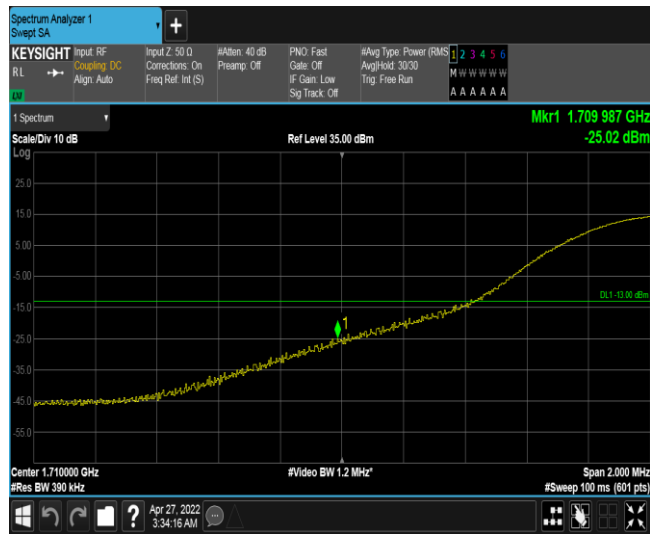 Spectrum Analyzer 1
Swept SA
+
KEYSIGHT
RL
Input: RF
Coupling: DC
Align: Auto
Input Z: 50 Ω
Corrections: On
Freq Ref: Int (S)
#Atten: 40 dB
Preamp: Off
PNO: Fast
Gate: Off
IF Gain: Low
Sig Track: Off
#Avg Type: Power (RMS
Avg|Hold: 30/30
Trig: Free Run
1 2 3 4 5 6
M W W W W W
A A A A A A
1 Spectrum
Mkr1 1.709 987 GHz
-25.02 dBm
Scale/Div 10 dB
Ref Level 35.00 dBm
Log
25.0
15.0
5.00
-5.00
-15.0
-25.0
-35.0
-45.0
-55.0
DL1 -13.00 dBm
1
Center 1.710000 GHz
#Video BW 1.2 MHz*
Span 2.000 MHz
#Res BW 390 kHz
#Sweep 100 ms (601 pts)
?
Apr 27, 2022
3:34:16 AM